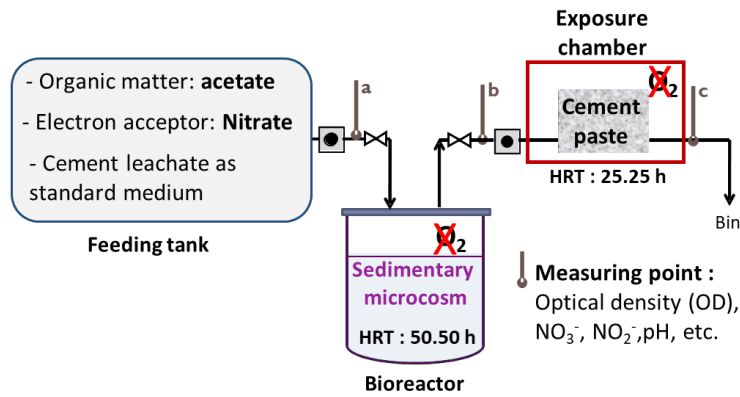 Exposure
chamber
- Organic matter: acetate
- Electron acceptor: Nitrate
- Cement leachate as
standard medium
Feeding tank
a
b
c
O2
Cement
paste
HRT : 25.25 h
Bin
O2
Sedimentary
microcosm
HRT : 50.50 h
Bioreactor
Measuring point :
Optical density (OD),
NO3-, NO2-,pH, etc.